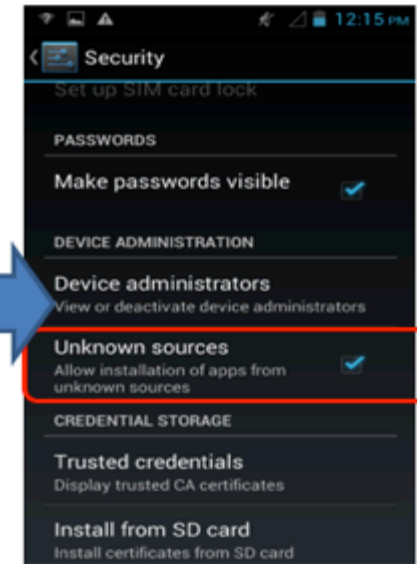 12:15 PM
Security
Set up SIM card lock
PASSWORDS
Make passwords visible
DEVICE ADMINISTRATION
Device administrators
View or deactivate device administrators
Unknown sources
Allow installation of apps from
unknown sources
CREDENTIAL STORAGE
Trusted credentials
Display trusted CA certificates
Install from SD card
Install certificates from SD card